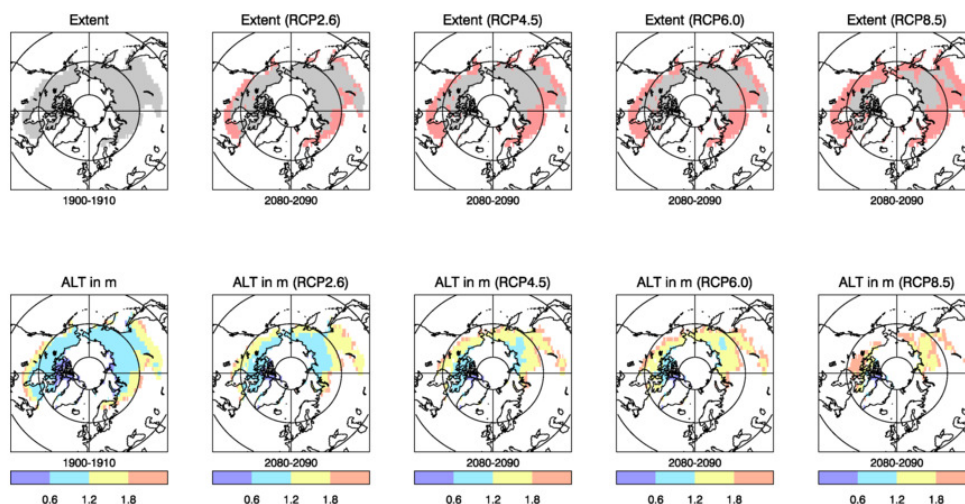 Extent
Extent (RCP2.6)
Extent (RCP4.5)
Extent (RCP6.0)
Extent (RCP8.5)
1900-1910
2080-2090
2080-2090
2080-2090
2080-2090
ALT in m
ALT in m (RCP2.6)
ALT in m (RCP4.5)
ALT in m (RCP6.0)
ALT in m (RCP8.5)
1900-1910
2080-2090
2080-2090
2080-2090
2080-2090
0.6 1.2 1.8
0.6 1.2 1.8
0.6 1.2 1.8
0.6 1.2 1.8
0.6 1.2 1.8